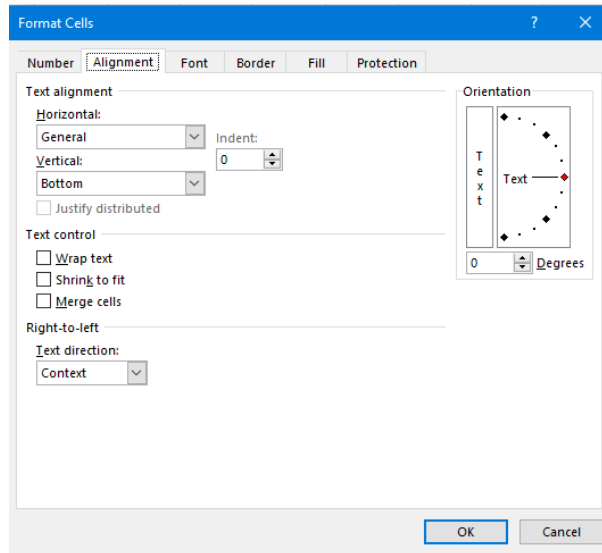 Format Cells ? ×
Number Alignment Font Border Fill Protection
Text alignment
Horizontal:
General
Indent:
0
Vertical:
Bottom
Justify distributed
Text control
Wrap text
Shrink to fit
Merge cells
Right-to-left
Text direction:
Context
Orientation
Text
Text
0 Degrees
OK Cancel